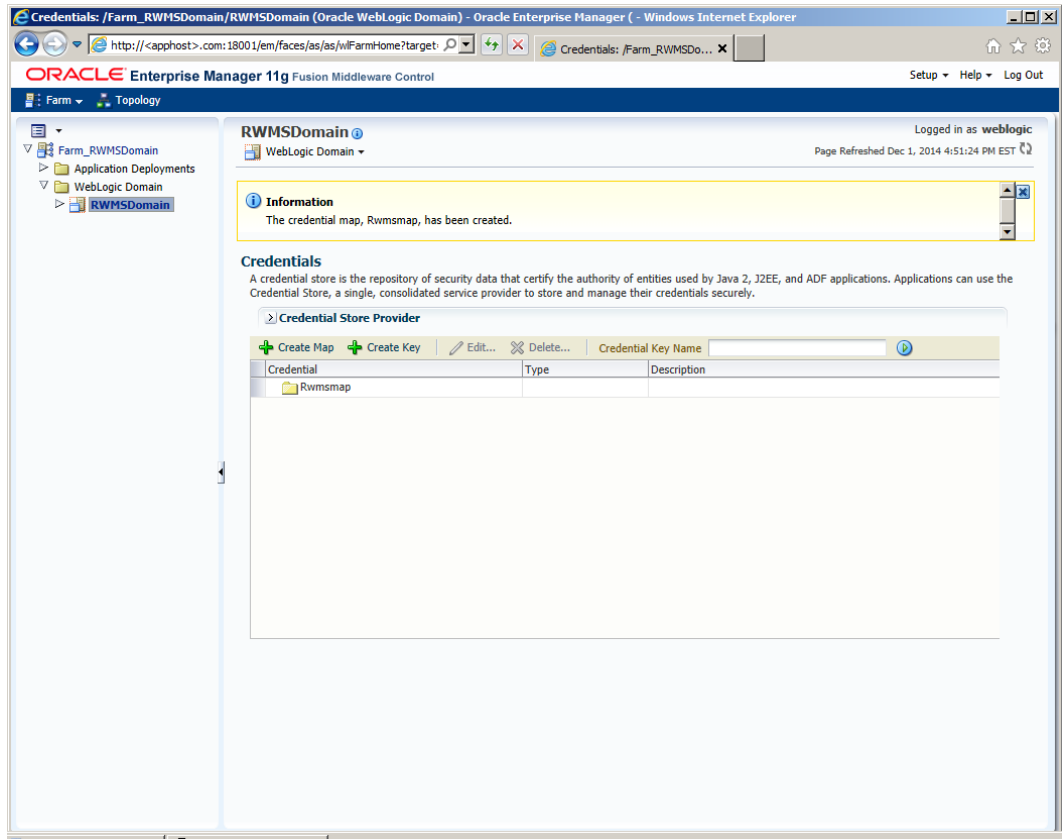 Credentials: /Farm_RWMSDomain/RWMSDomain (Oracle WebLogic Domain) - Oracle Enterprise Manager ( - Windows Internet Explorer
http://<apphost>.com:18001/em/faces/as/as/wlFarmHome?target
Credentials: /Farm_RWMSDo...
ORACLE Enterprise Manager 11g Fusion Middleware Control
Setup Help Log Out
Farm Topology
RWMSDomain
Logged in as weblogic
WebLogic Domain
Page Refreshed Dec 1, 2014 4:51:24 PM EST
Farm_RWMSDomain
Application Deployments
WebLogic Domain
RWMSDomain
Information
The credential map, Rwmsmap, has been created.
Credentials
A credential store is the repository of security data that certify the authority of entities used by Java 2, J2EE, and ADF applications. Applications can use the
Credential Store, a single, consolidated service provider to store and manage their credentials securely.
Credential Store Provider
Create Map Create Key Edit... Delete... Credential Key Name
Credential Type Description
Rwmsmap